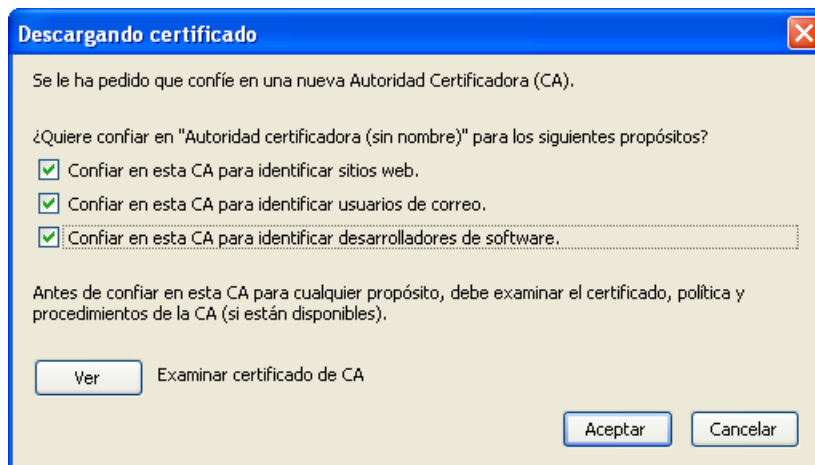 Descargando certificado
Se le ha pedido que confíe en una nueva Autoridad Certificadora (CA).
¿Quiere confiar en "Autoridad certificadora (sin nombre)" para los siguientes propósitos?
Confiar en esta CA para identificar sitios web.
Confiar en esta CA para identificar usuarios de correo.
Confiar en esta CA para identificar desarrolladores de software.
Antes de confiar en esta CA para cualquier propósito, debe examinar el certificado, política y
procedimientos de la CA (si están disponibles).
Ver Examinar certificado de CA
Aceptar Cancelar